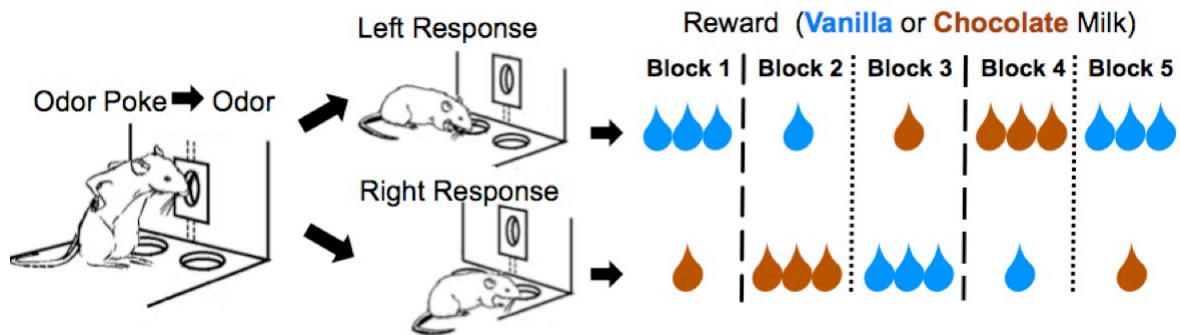 Left Response
Reward (Vanilla or Chocolate Milk)
Block 1 Block 2 Block 3 Block 4 Block 5
Odor Poke Odor
Right Response